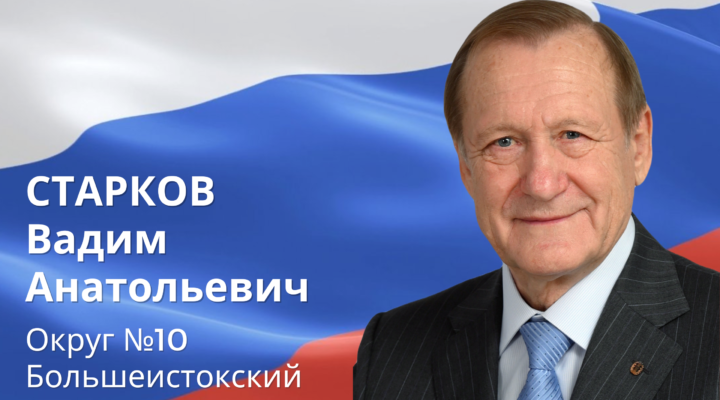 СТАРКОВ
Вадим
Анатольевич
Округ №10
Большеистокский